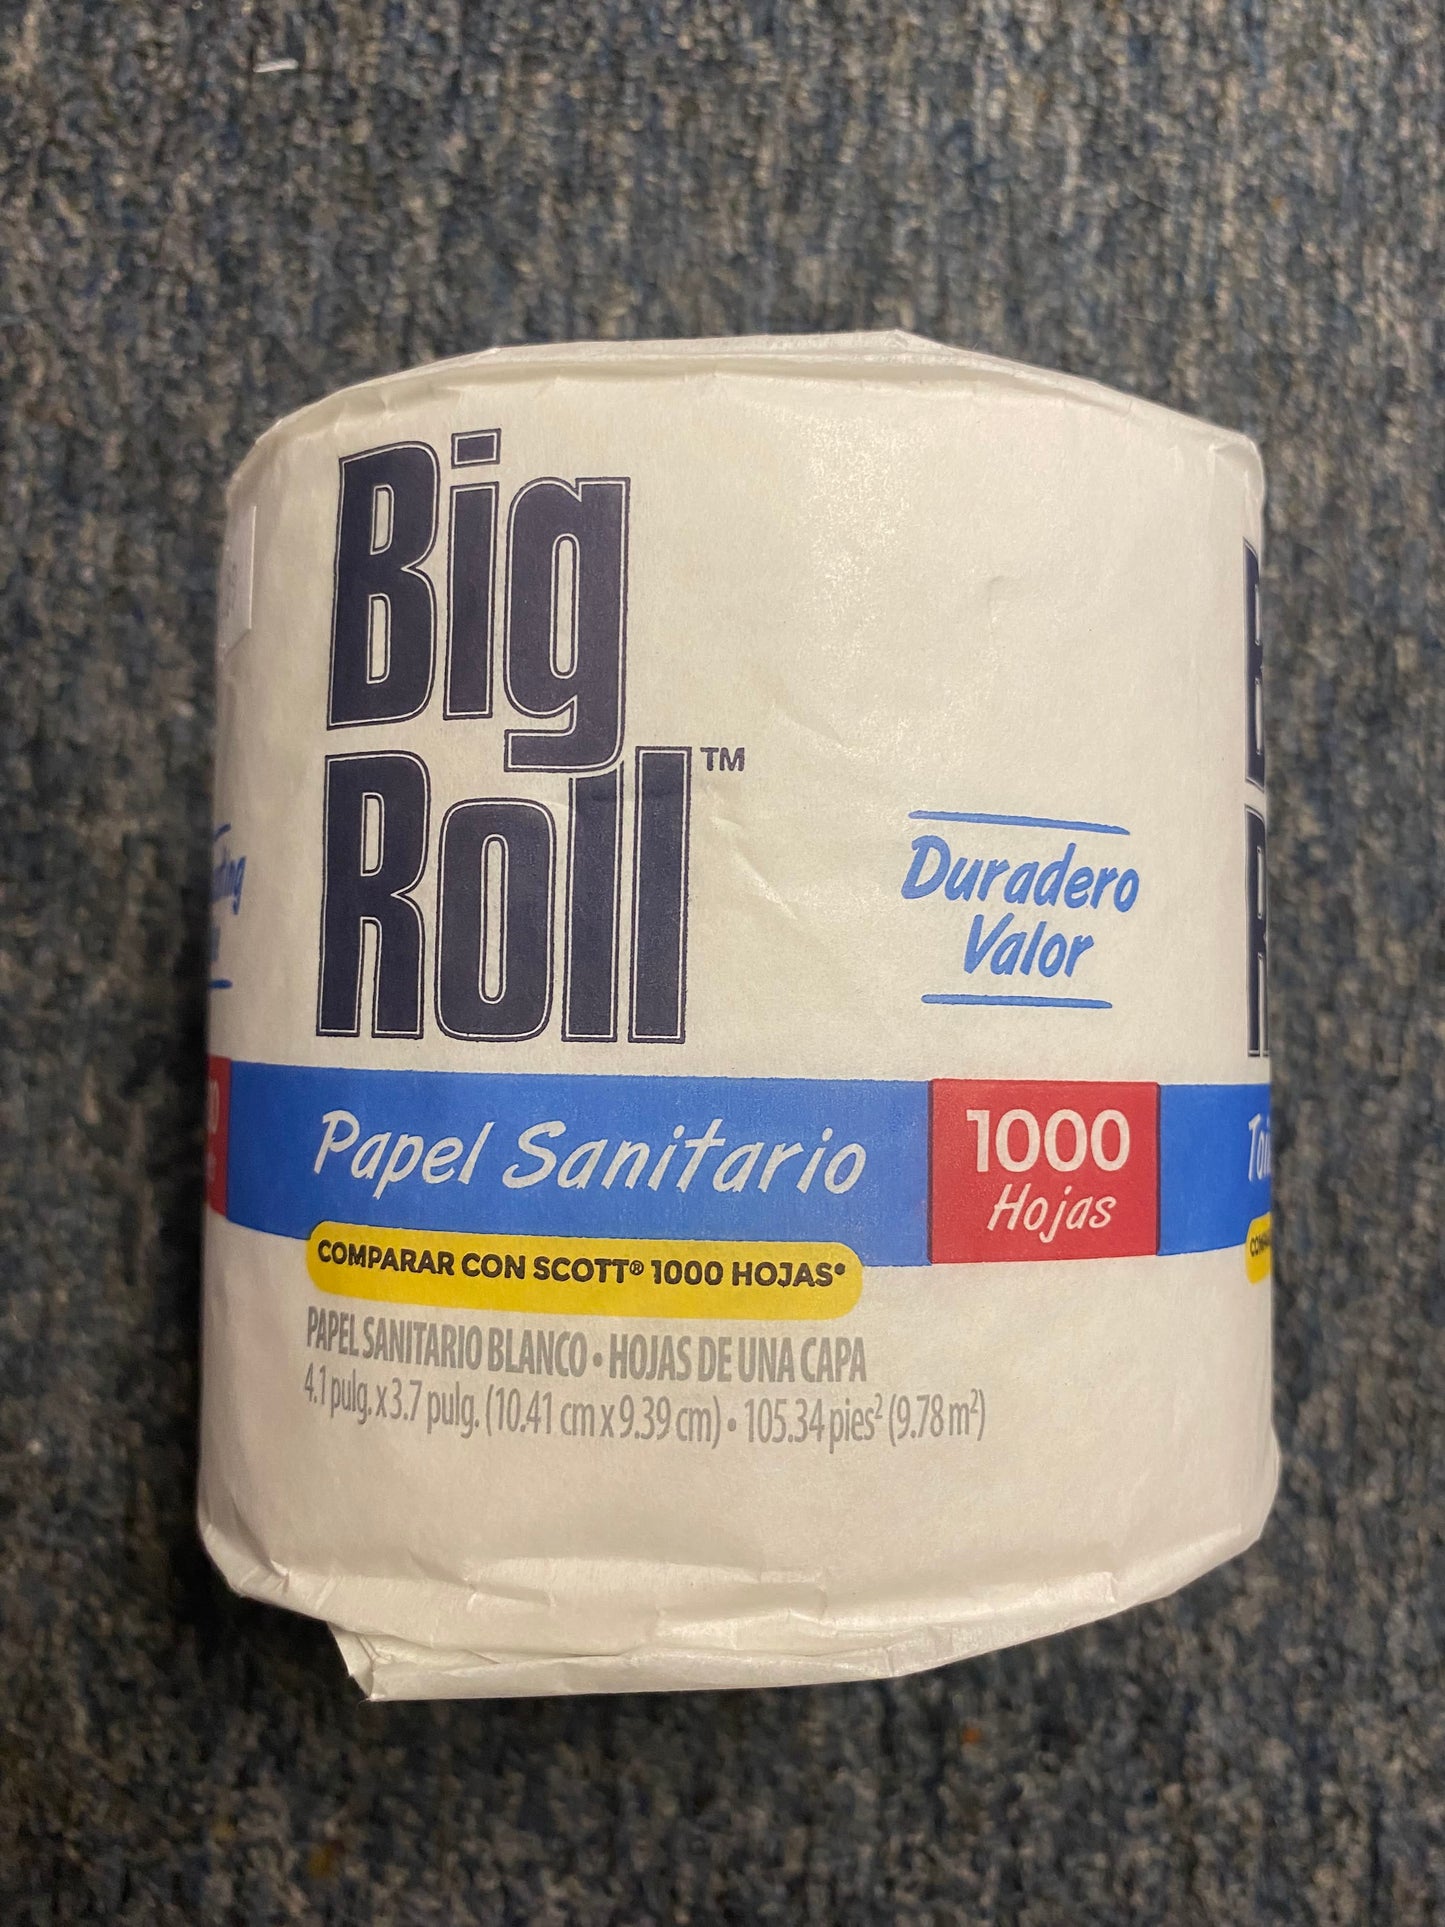 Big
Roll™
Duradero
Valor
Papel Sanitario
1000
Hojas
COMPARAR CON SCOTT® 1000 HOJAS*
PAPEL SANITARIO BLANCO • HOJAS DE UNA CAPA
4.1 pulg. x 3.7 pulg. (10.41 cm x 9.39 cm) • 105.34 pies² (9.78 m²)